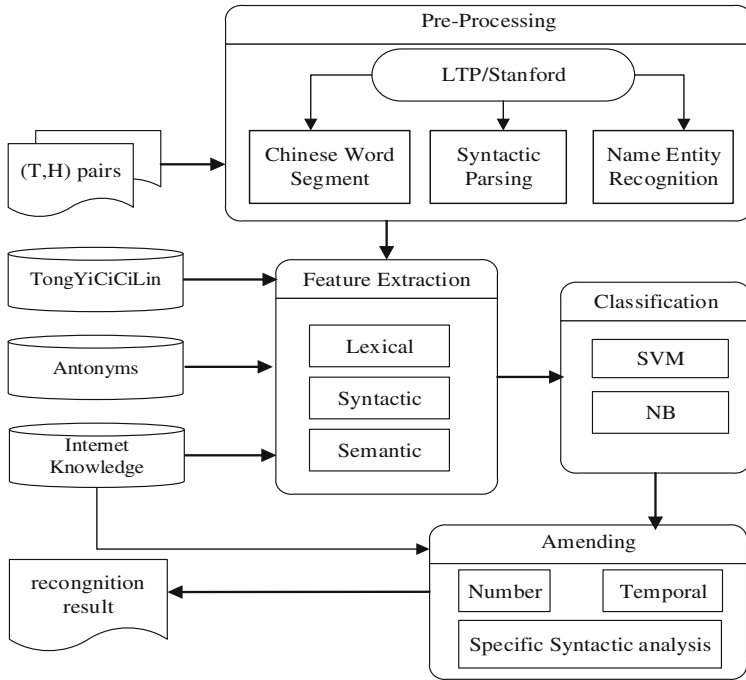 Pre-Processing
LTP/Stanford
(T,H) pairs
Chinese Word
Segment
Syntactic
Parsing
Name Entity
Recognition
TongYiCiCiLin
Feature Extraction
Classification
Lexical
SVM
Antonyms
Syntactic
NB
Internet
Knowledge
Semantic
Amending
recongnition
result
Number
Temporal
Specific Syntactic analysis